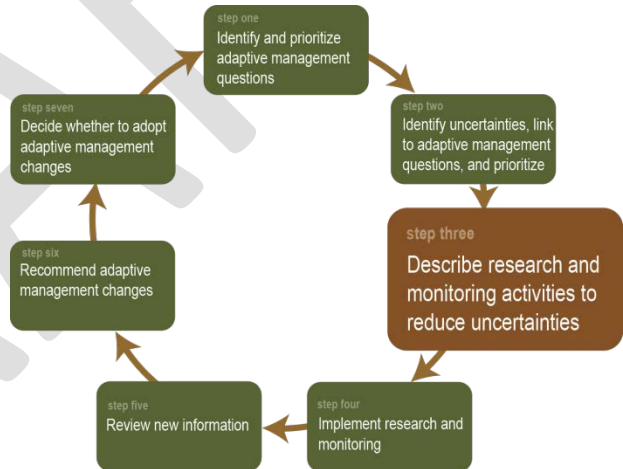 step one
Identify and prioritize
adaptive management
questions
step two
Identify uncertainties, link
to adaptive management
questions, and prioritize
step three
Describe research and
monitoring activities to
reduce uncertainties
step four
Implement research and
monitoring
step five
Review new information
step six
Recommend adaptive
management changes
step seven
Decide whether to adopt
adaptive management
changes